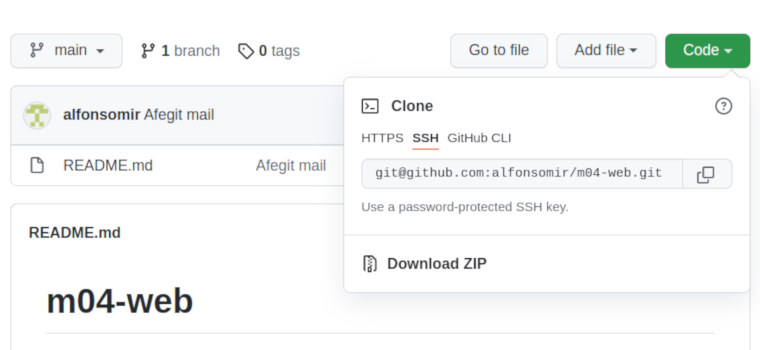 main 1 branch 0 tags Go to file Add file Code
alfonsomir Afegit mail
README.md Afegit mail
Clone
HTTPS SSH GitHub CLI
git@github.com:alfonsomir/m04-web.git
Use a password-protected SSH key.
Download ZIP
README.md
m04-web